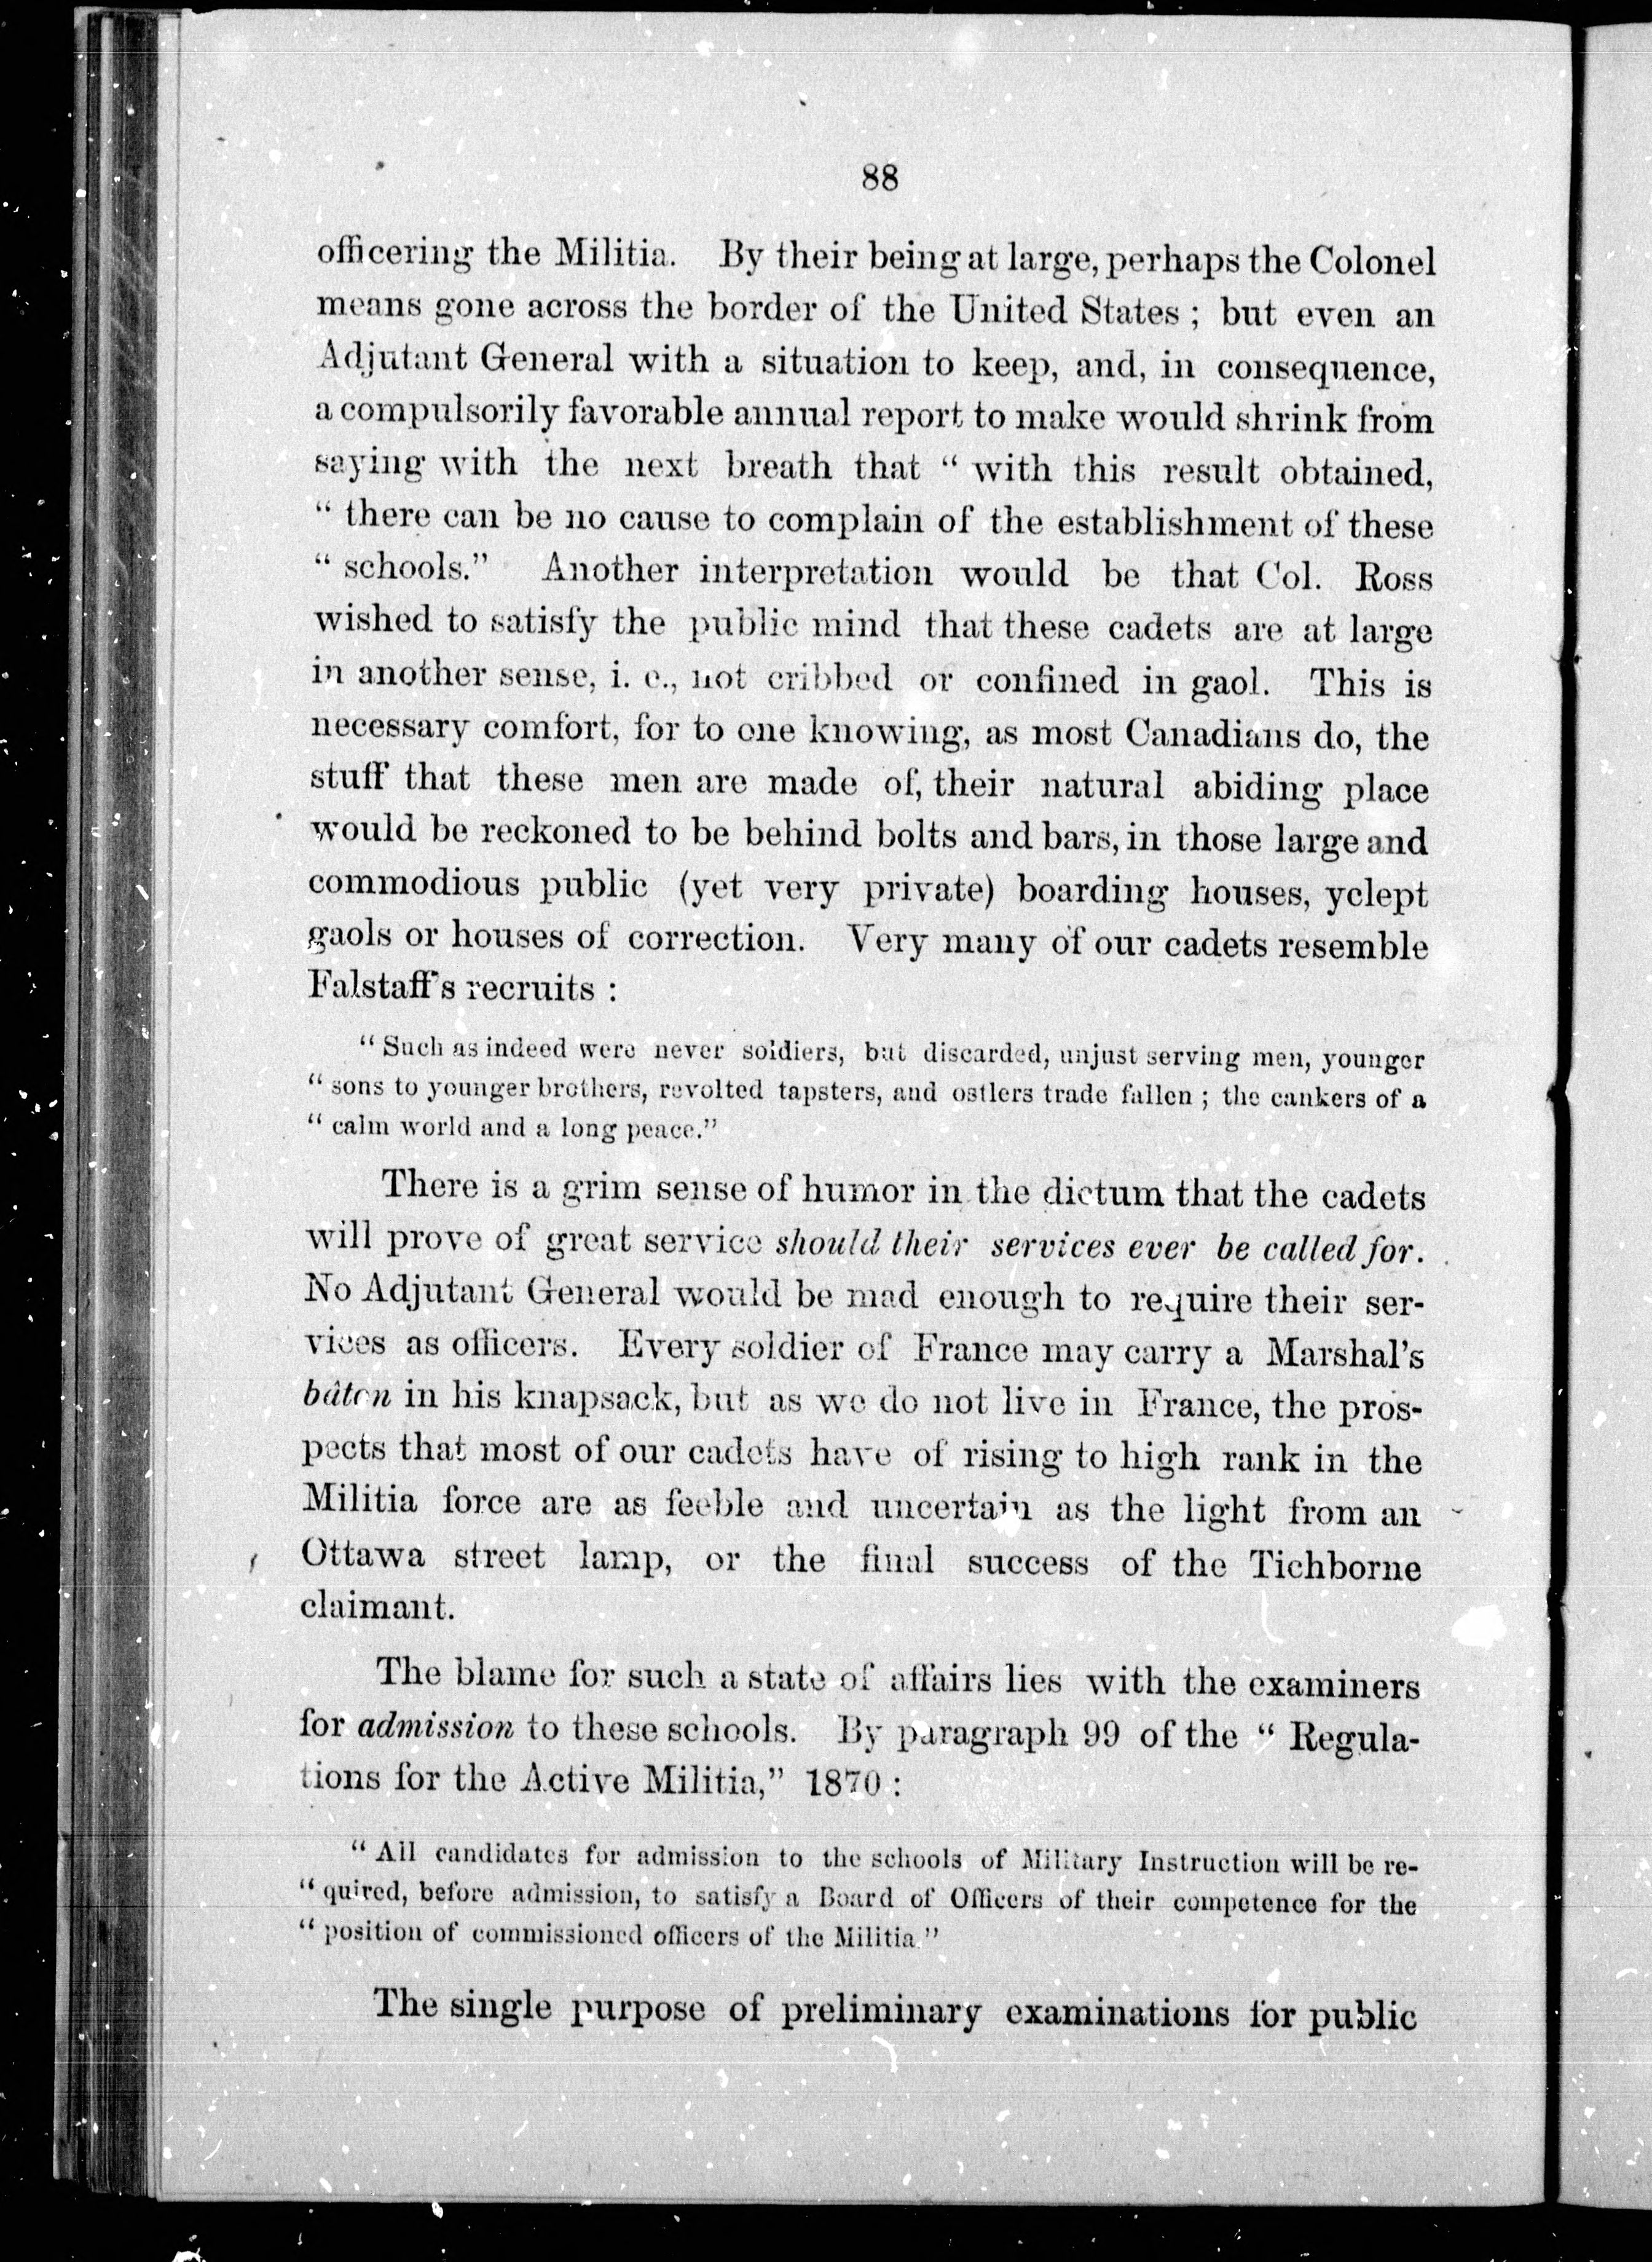 88
officering the Militia. By their being at large, perhaps the Colonel
means gone across the border of the United States ; but even an
Adjutant General with a situation to keep, and, in consequence,
a compulsorily favorable annual report to make would shrink from
saying with the next breath that “ with this result obtained,
“ there can be no cause to complain of the establishment of these
“ schools.” Another interpretation would be that Col. Ross
wished to satisfy the public mind that these cadets are at large
in another sense, i. e., not cribbed or confined in gaol. This is
necessary comfort, for to one knowing, as most Canadians do, the
stuff that these men are made of, their natural abiding place
would be reckoned to be behind bolts and bars, in those large and
commodious public (yet very private) boarding houses, yclept
gaols or houses of correction. Very many of our cadets resemble
Falstaff's recruits :
“ Such as indeed were never soldiers, but discarded, unjust serving men, younger
“ sons to younger brothers, revolted tapsters, and ostlers trade fallen ; the cankers of a
“ calm world and a long peace.”
There is a grim sense of humor in the dictum that the cadets
will prove of great service should their services ever be called for.
No Adjutant General would be mad enough to require their ser-
vices as officers. Every soldier of France may carry a Marshal's
bâton in his knapsack, but as we do not live in France, the pros-
pects that most of our cadets have of rising to high rank in the
Militia force are as feeble and uncertain as the light from an
Ottawa street lamp, or the final success of the Tichborne
claimant.
The blame for such a state of affairs lies with the examiners
for admission to these schools. By paragraph 99 of the “ Regula-
tions for the Active Militia,” 1870 :
“ All candidates for admission to the schools of Military Instruction will be re-
“ quired, before admission, to satisfy a Board of Officers of their competence for the
“ position of commissioned officers of the Militia.”
The single purpose of preliminary examinations for public